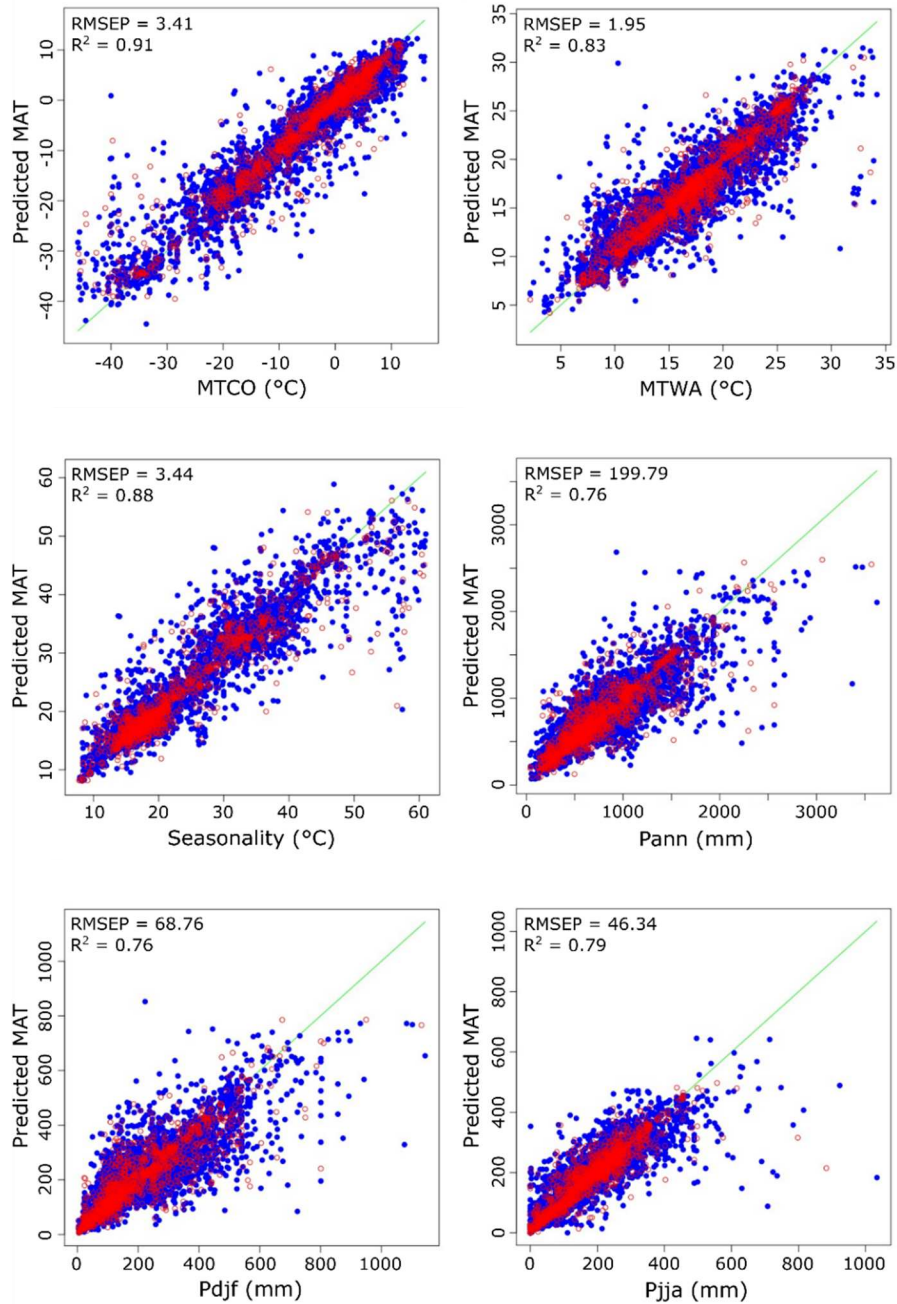 RMSEP = 3.41
R² = 0.91
Predicted MAT
10
0
-10
-20
-30
-40
-40 -30 -20 -10 0 10
MTCO (°C)
RMSEP = 1.95
R² = 0.83
Predicted MAT
35
30
25
20
15
10
5
5 10 15 20 25 30 35
MTWA (°C)
RMSEP = 3.44
R² = 0.88
Predicted MAT
60
50
40
30
20
10
10 20 30 40 50 60
Seasonality (°C)
RMSEP = 199.79
R² = 0.76
Predicted MAT
3000
2000
1000
0
0 1000 2000 3000
Pann (mm)
RMSEP = 68.76
R² = 0.76
Predicted MAT
1000
800
600
400
200
0
0 200 400 600 800 1000
Pdjf (mm)
RMSEP = 46.34
R² = 0.79
Predicted MAT
1000
800
600
400
200
0
0 200 400 600 800 1000
Pjja (mm)